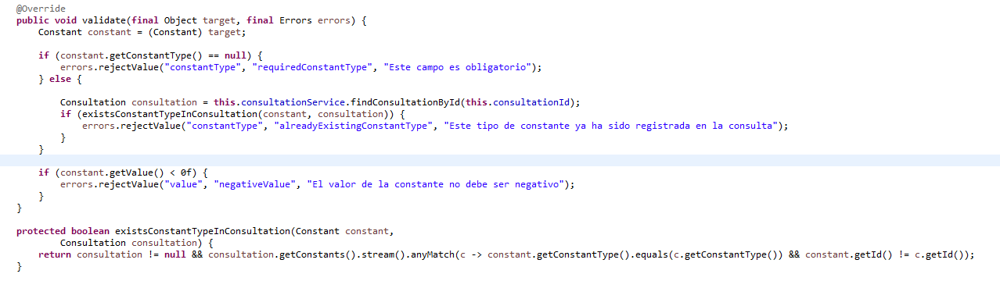 @Override
public void validate(final Object target, final Errors errors) {
    Constant constant = (Constant) target;

    if (constant.getConstantType() == null) {
        errors.rejectValue("constantType", "requiredConstantType", "Este campo es obligatorio");
    } else {

        Consultation consultation = this.consultationService.findConsultationById(this.consultationId);
        if (existsConstantTypeInConsultation(constant, consultation)) {
            errors.rejectValue("constantType", "alreadyExistingConstantType", "Este tipo de constante ya ha sido registrada en la consulta");
        }
    }

    if (constant.getValue() < 0f) {
        errors.rejectValue("value", "negativeValue", "El valor de la constante no debe ser negativo");
    }
}

protected boolean existsConstantTypeInConsultation(Constant constant,
        Consultation consultation) {
    return consultation != null && consultation.getConstants().stream().anyMatch(c -> constant.getConstantType().equals(c.getConstantType()) && constant.getId() != c.getId());
}